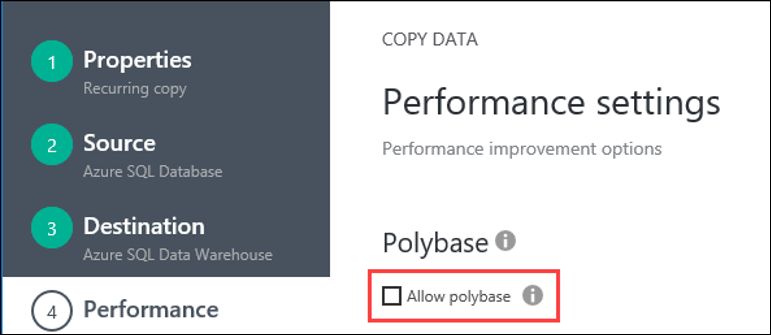 1 Properties
Recurring copy
2 Source
Azure SQL Database
3 Destination
Azure SQL Data Warehouse
4 Performance
COPY DATA
Performance settings
Performance improvement options
Polybase i
Allow polybase i